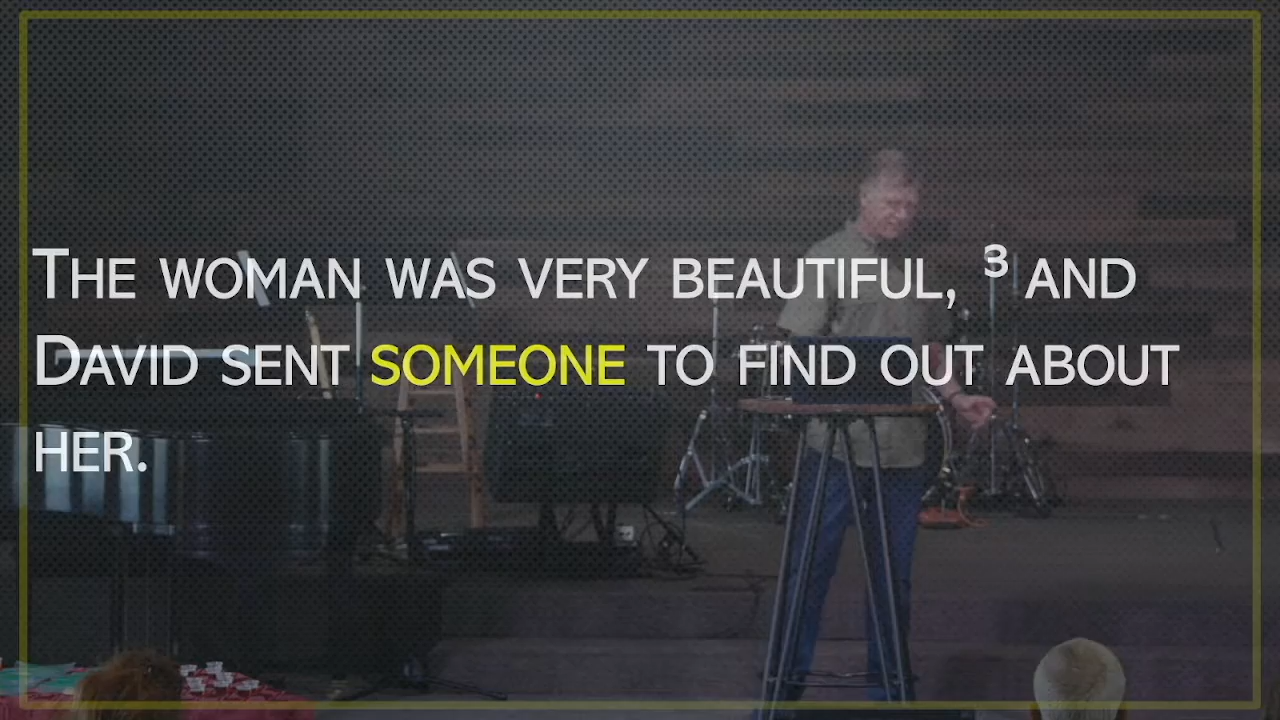 The woman was very beautiful, ³ and
David sent someone to find out about
her.